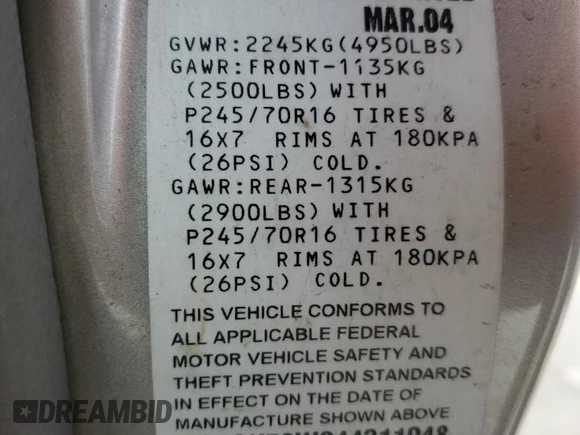 MAR.04
GVWR:2245KG(4950LBS)
GAWR:FRONT-1135KG
(2500LBS) WITH
P245/70R16 TIRES &
16X7 RIMS AT 180KPA
(26PSI) COLD.
GAWR:REAR-1315KG
(2900LBS) WITH
P245/70R16 TIRES &
16X7 RIMS AT 180KPA
(26PSI) COLD.
THIS VEHICLE CONFORMS TO
ALL APPLICABLE FEDERAL
MOTOR VEHICLE SAFETY AND
THEFT PREVENTION STANDARDS
IN EFFECT ON THE DATE OF
MANUFACTURE SHOWN ABOVE
DREAMBID